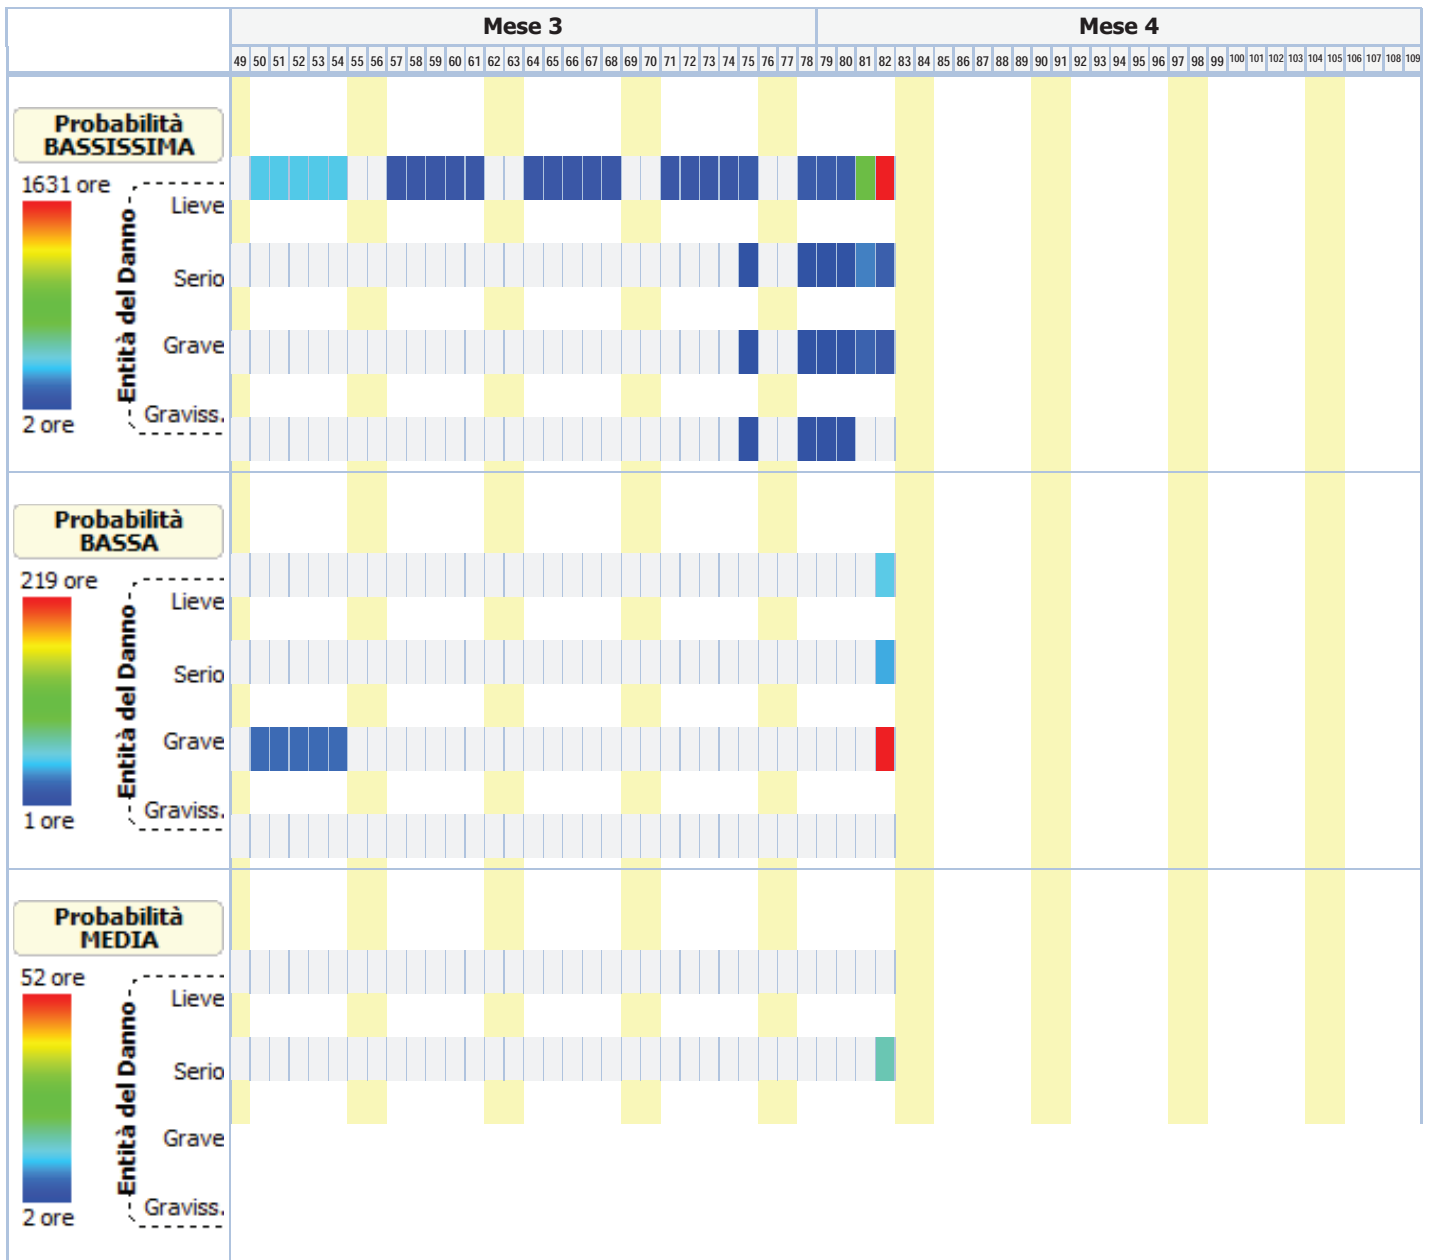 Mese 3 Mese 4
49 50 51 52 53 54 55 56 57 58 59 60 61 62 63 64 65 66 67 68 69 70 71 72 73 74 75 76 77 78 79 80 81 82 83 84 85 86 87 88 89 90 91 92 93 94 95 96 97 98 99 100 101 102 103 104 105 106 107 108 109
Probabilità
BASSISSIMA
1631 ore
Entità del Danno
Lieve
Serio
Grave
Graviss.
2 ore
Probabilità
BASSA
219 ore
Entità del Danno
Lieve
Serio
Grave
Graviss.
1 ore
Probabilità
MEDIA
52 ore
Entità del Danno
Lieve
Serio
Grave
Graviss.
2 ore